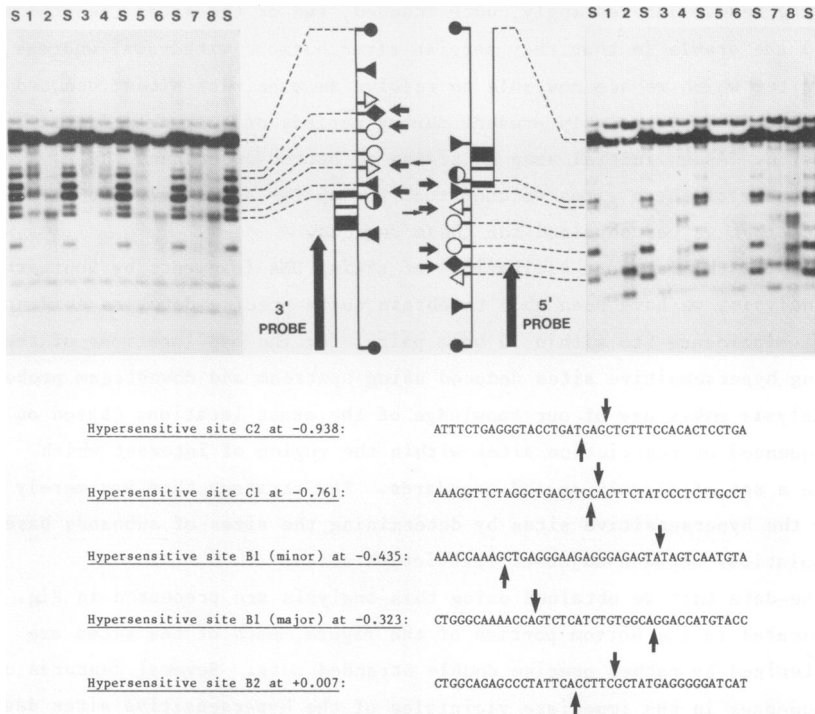 S 1 2 S 3 4 S 5 6 S 7 8 S
S 1 2 S 3 4 S 5 6 S 7 8 S
3' PROBE
5' PROBE
Hypersensitive site C2 at -0.938: ATTTCTGAGGGTACCTGATGAGCTGTTTCCACACTCCTGA
Hypersensitive site C1 at -0.761: AAAGGTTCTAGGCTGACCTGCACTTCTATCCCTCTTGCCT
Hypersensitive site B1 (minor) at -0.435: AAACCAAAGCTGAGGGAAGAGGGAGAGTATAGTCAATGTA
Hypersensitive site B1 (major) at -0.323: CTGGGCAAAACCAGTCTCATCTGTGGCAGGACCATGTACC
Hypersensitive site B2 at +0.007: GTGGCAGAGCGATATTCAGCTTCGCTATGAGGGGGATCAT